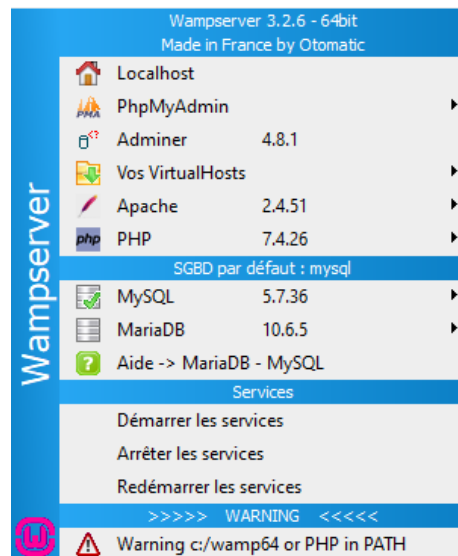 Wampserver 3.2.6 - 64bit
Made in France by Otomatic
Localhost
PMA PhpMyAdmin
Adminer 4.8.1
Vos VirtualHosts
Apache 2.4.51
php PHP 7.4.26
SGBD par défaut : mysql
MySQL 5.7.36
MariaDB 10.6.5
? Aide -> MariaDB - MySQL
Services
Démarrer les services
Arrêter les services
Redémarrer les services
>>>>> WARNING <<<<<
Warning c:/wamp64 or PHP in PATH
Wampserver